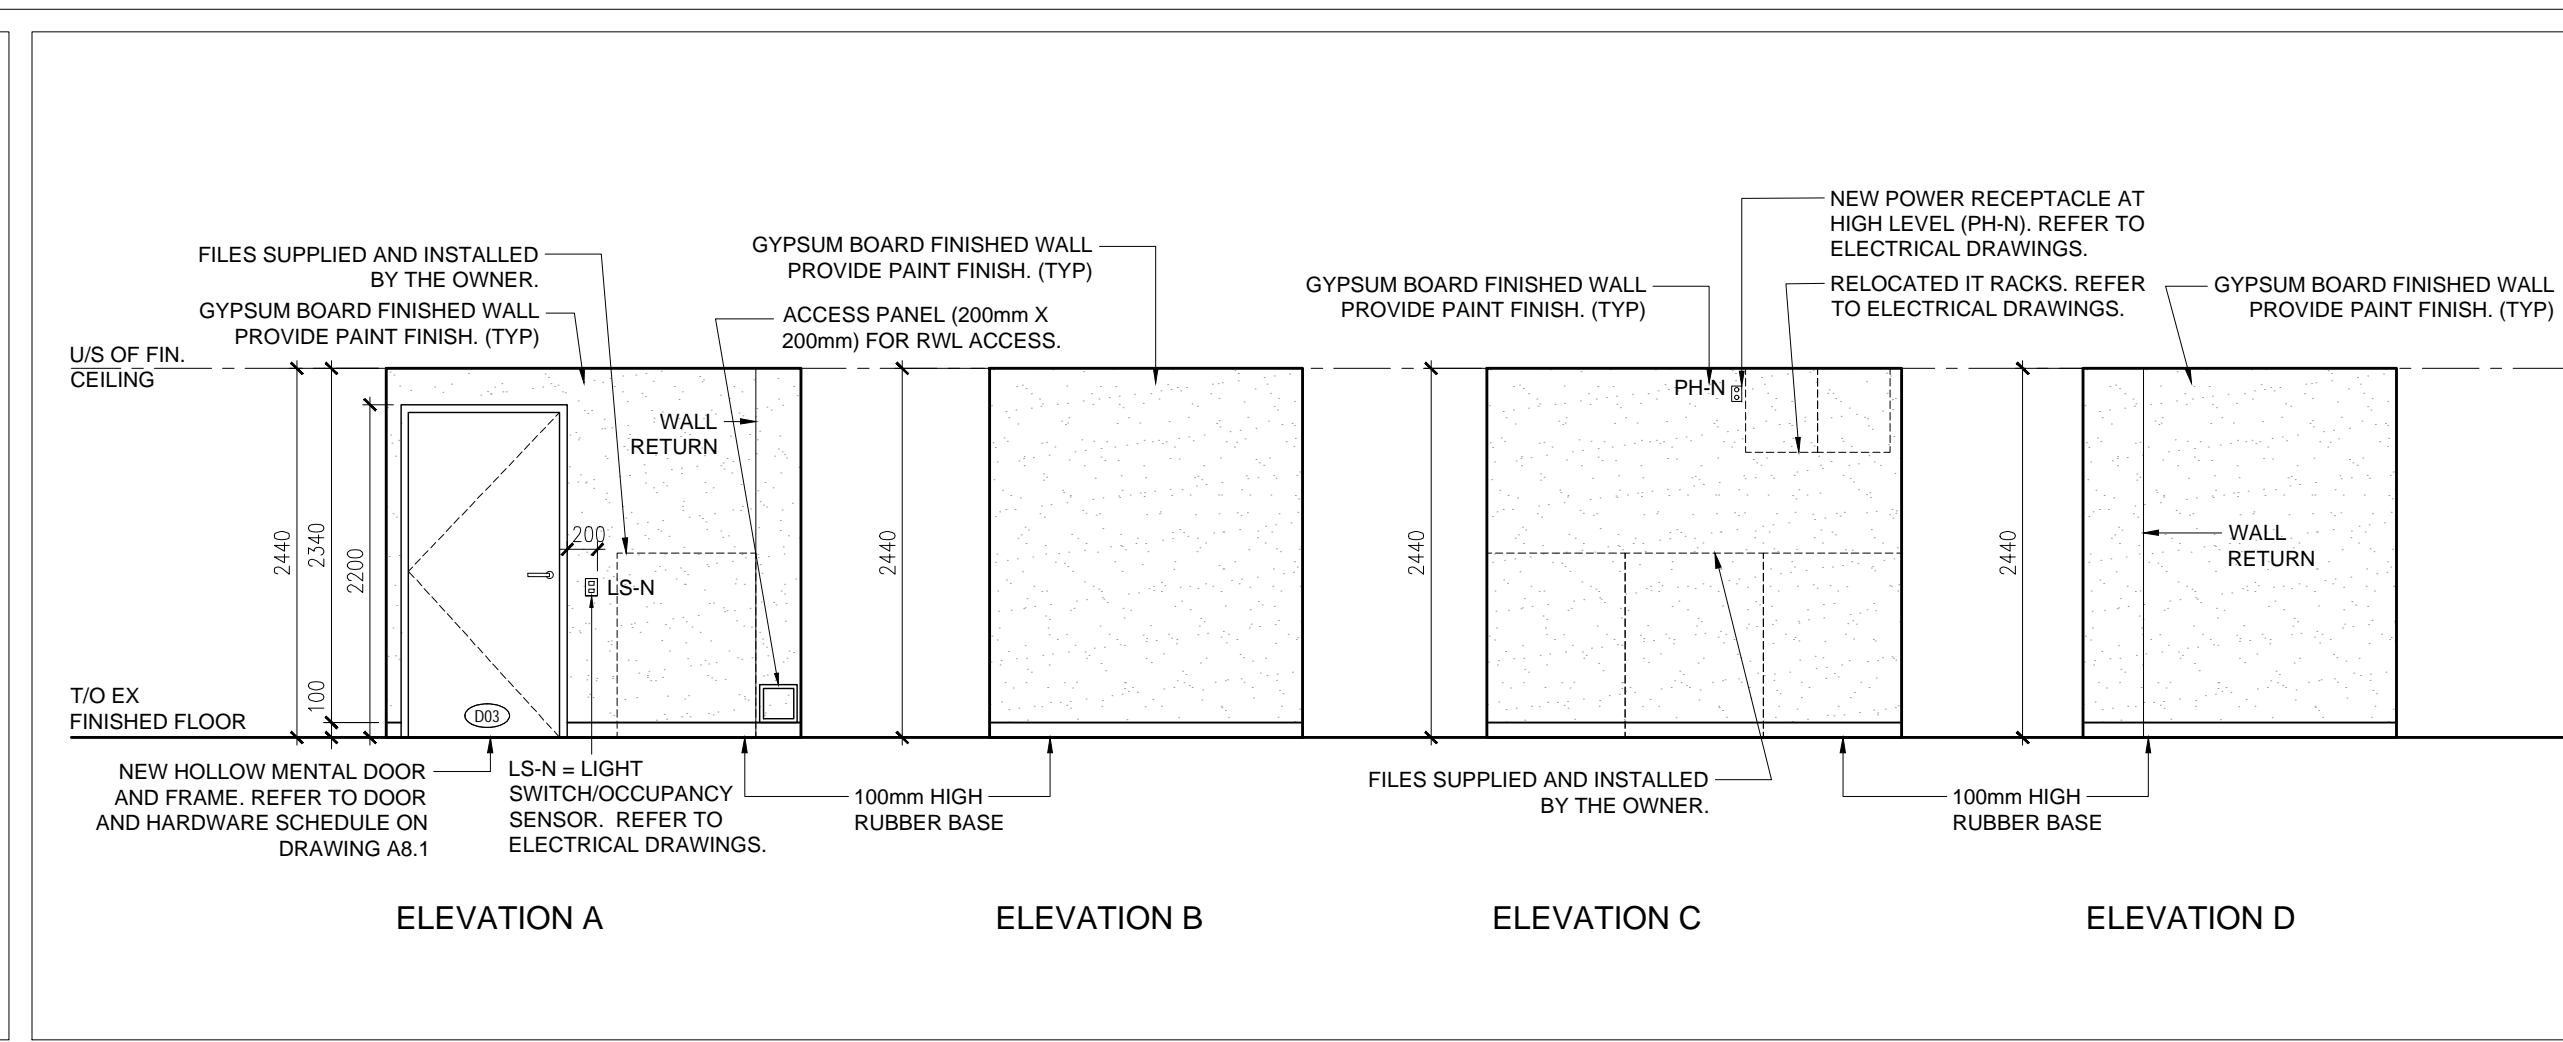 FILES SUPPLIED AND INSTALLED
BY THE OWNER.
GYPSUM BOARD FINISHED WALL
PROVIDE PAINT FINISH. (TYP)
U/S OF FIN.
CEILING
GYPSUM BOARD FINISHED WALL
PROVIDE PAINT FINISH. (TYP)
ACCESS PANEL (200mm X
200mm) FOR RWL ACCESS.
WALL
RETURN
2440
2340
2200
100
200
LS-N
D03
T/O EX
FINISHED FLOOR
NEW HOLLOW MENTAL DOOR
AND FRAME. REFER TO DOOR
AND HARDWARE SCHEDULE ON
DRAWING A8.1
LS-N = LIGHT
SWITCH/OCCUPANCY
SENSOR.  REFER TO
ELECTRICAL DRAWINGS.
100mm HIGH
RUBBER BASE
ELEVATION A
2440
ELEVATION B
GYPSUM BOARD FINISHED WALL
PROVIDE PAINT FINISH. (TYP)
NEW POWER RECEPTACLE AT
HIGH LEVEL (PH-N). REFER TO
ELECTRICAL DRAWINGS.
RELOCATED IT RACKS. REFER
TO ELECTRICAL DRAWINGS.
PH-N
2440
FILES SUPPLIED AND INSTALLED
BY THE OWNER.
ELEVATION C
GYPSUM BOARD FINISHED WALL
PROVIDE PAINT FINISH. (TYP)
2440
WALL
RETURN
100mm HIGH
RUBBER BASE
ELEVATION D